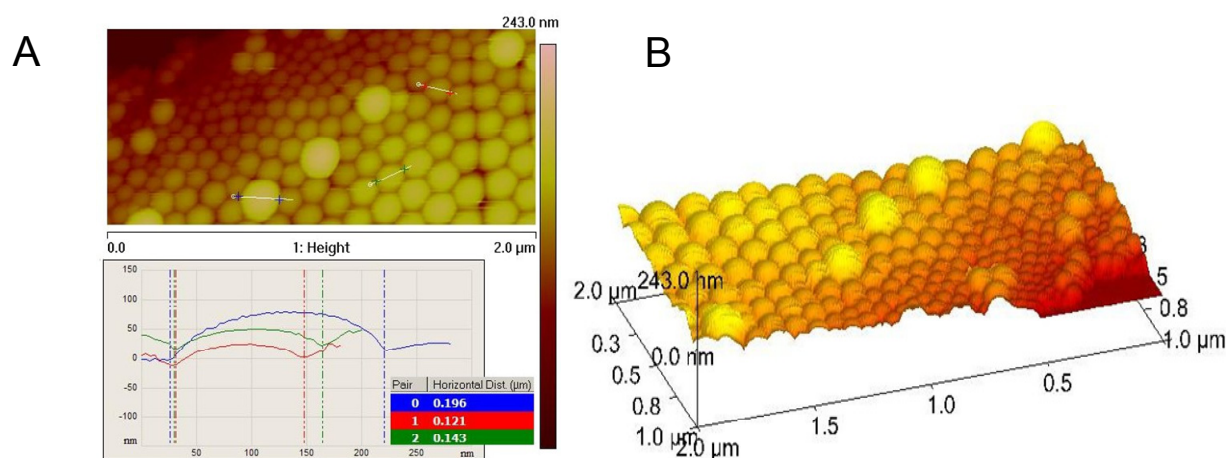 A
243.0 nm
0.0
1: Height
2.0 µm
150
100
50
0
-50
-100
nm
50
100
150
200
250
nm
Pair Horizontal Dist. (µm)
0 0.196
1 0.121
2 0.143
B
2.0 µm
243.0 nm
0.3
0.0 nm
0.5
0.8
1.0 µm
2.0 µm
1.5
1.0
0.5
1.0 µm
0.8
5
3